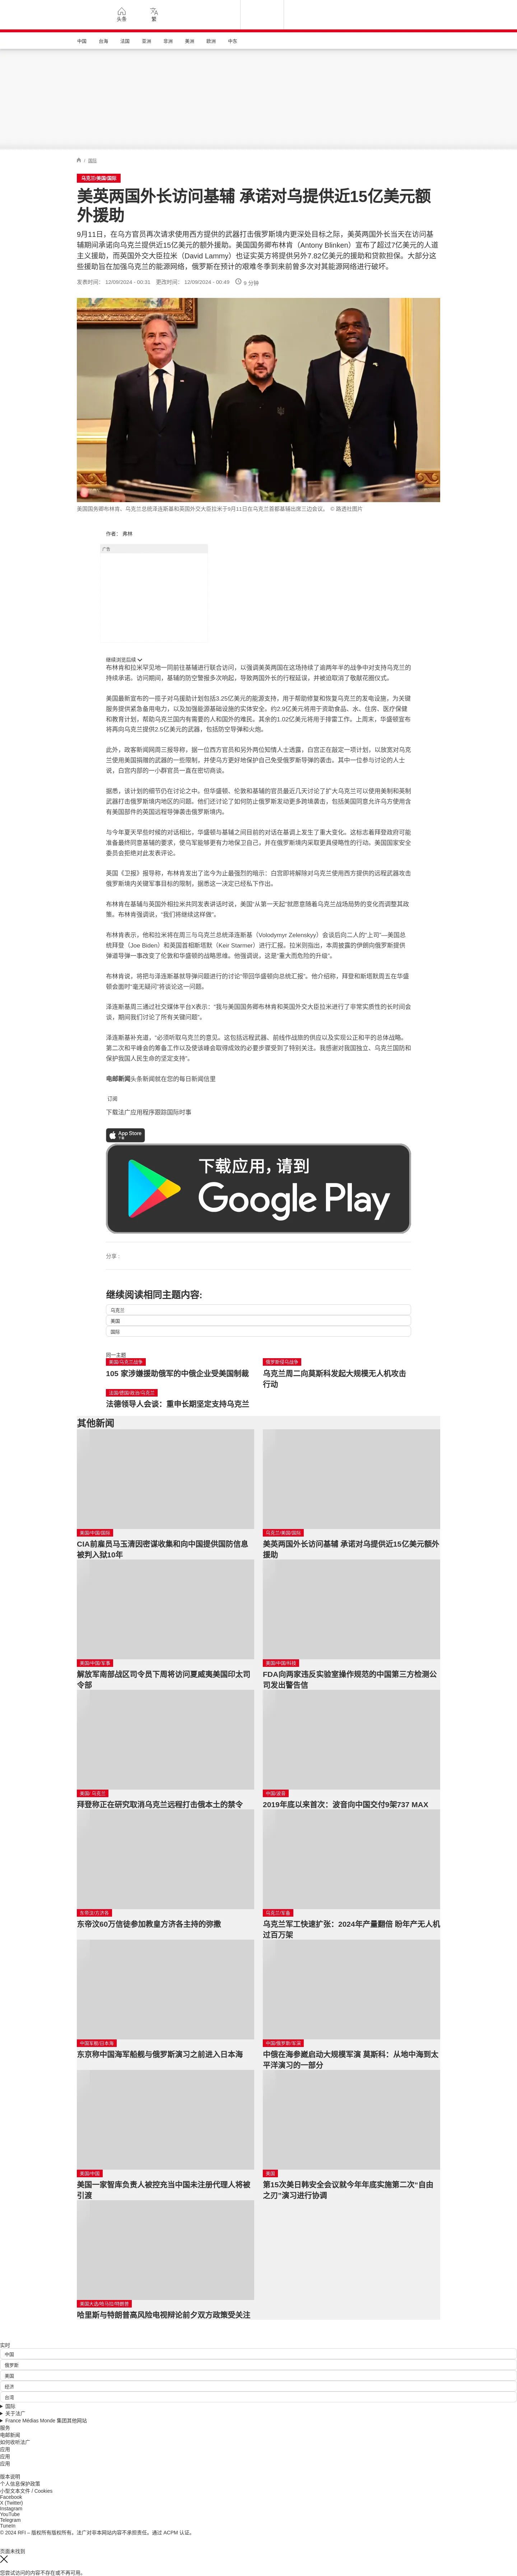 头条
繁
中国
台海
法国
亚洲
非洲
美洲
欧洲
中东
国际
乌克兰/美国/国际
美英两国外长访问基辅 承诺对乌提供近15亿美元额
外援助
9月11日，在乌方官员再次请求使用西方提供的武器打击俄罗斯境内更深处目标之际，美英两国外长当天在访问基
辅期间承诺向乌克兰提供近15亿美元的额外援助。美国国务卿布林肯（Antony Blinken）宣布了超过7亿美元的人道
主义援助，而英国外交大臣拉米（David Lammy）也证实英方将提供另外7.82亿美元的援助和贷款担保。大部分这
些援助旨在加强乌克兰的能源网络，俄罗斯在预计的艰难冬季到来前曾多次对其能源网络进行破坏。
发表时间： 12/09/2024 - 00:31 更改时间： 12/09/2024 - 00:49 9 分钟
美国国务卿布林肯、乌克兰总统泽连斯基和英国外交大臣拉米于9月11日在乌克兰首都基辅出席三边会议。 © 路透社图片
作者： 弗林
广告
继续浏览后续
布林肯和拉米罕见地一同前往基辅进行联合访问，以强调美英两国在这场持续了逾两年半的战争中对支持乌克兰的
持续承诺。访问期间，基辅的防空警报多次响起，导致两国外长的行程延误，并被迫取消了敬献花圈仪式。
美国最新宣布的一揽子对乌援助计划包括3.25亿美元的能源支持，用于帮助修复和恢复乌克兰的发电设施，为关键
服务提供紧急备用电力，以及加强能源基础设施的实体安全。约2.9亿美元将用于资助食品、水、住房、医疗保健
和教育计划，帮助乌克兰国内有需要的人和国外的难民。其余的1.02亿美元将用于排雷工作。上周末，华盛顿宣布
将再向乌克兰提供2.5亿美元的武器，包括防空导弹和火炮。
此外，政客新闻网周三报导称，据一位西方官员和另外两位知情人士透露，白宫正在敲定一项计划，以放宽对乌克
兰使用美国捐赠的武器的一些限制，并使乌方更好地保护自己免受俄罗斯导弹的袭击。其中一位参与讨论的人士
说，白宫内部的一小群官员一直在密切商谈。
据悉，该计划的细节仍在讨论之中。但华盛顿、伦敦和基辅的官员最近几天讨论了扩大乌克兰可以使用美制和英制
武器打击俄罗斯境内地区的问题。他们还讨论了如何防止俄罗斯发动更多跨境袭击，包括美国同意允许乌方使用含
有美国部件的英国远程导弹袭击俄罗斯境内。
与今年夏天早些时候的对话相比，华盛顿与基辅之间目前的对话在基调上发生了重大变化。这标志着拜登政府可能
准备最终同意基辅的要求，使乌军能够更有力地保卫自己，并在俄罗斯境内采取更具侵略性的行动。美国国家安全
委员会拒绝对此发表评论。
英国《卫报》报导称，布林肯发出了迄今为止最强烈的暗示：白宫即将解除对乌克兰使用西方提供的远程武器攻击
俄罗斯境内关键军事目标的限制，据悉这一决定已经私下作出。
布林肯在基辅与英国外相拉米共同发表讲话时说，美国“从第一天起”就愿意随着乌克兰战场局势的变化而调整其政
策。布林肯强调说，“我们将继续这样做”。
布林肯表示，他和拉米将在周三与乌克兰总统泽连斯基（Volodymyr Zelenskyy）会谈后向二人的“上司”—美国总
统拜登（Joe Biden）和英国首相斯塔默（Keir Starmer）进行汇报。拉米则指出，本周披露的伊朗向俄罗斯提供
弹道导弹一事改变了伦敦和华盛顿的战略思维。他强调说，这是“重大而危险的升级”。
布林肯说，将把与泽连斯基就导弹问题进行的讨论“带回华盛顿向总统汇报”。他介绍称，拜登和斯塔默周五在华盛
顿会面时“毫无疑问”将谈论这一问题。
泽连斯基周三通过社交媒体平台X表示：“我与美国国务卿布林肯和英国外交大臣拉米进行了非常实质性的长时间会
谈，期间我们讨论了所有关键问题”。
泽连斯基补充道，“必须听取乌克兰的意见。这包括远程武器、前线作战旅的供应以及实现公正和平的总体战略。
第二次和平峰会的筹备工作以及使该峰会取得成效的必要步骤受到了特别关注。我感谢对我国独立、乌克兰国防和
保护我国人民生命的坚定支持”。
电邮新闻头条新闻就在您的每日新闻信里
订阅
下载法广应用程序跟踪国际时事
App Store
下载应用，请到
Google Play
分享 :
继续阅读相同主题内容:
乌克兰
美国
国际
同一主题
美国/乌克兰战争
105 家涉嫌援助俄军的中俄企业受美国制裁
俄罗斯侵乌战争
乌克兰周二向莫斯科发起大规模无人机攻击
行动
法国/德国/政治/乌克兰
法德领导人会谈：重申长期坚定支持乌克兰
其他新闻
美国/中国/国际
CIA前雇员马玉清因密谋收集和向中国提供国防信息
被判入狱10年
乌克兰/美国/国际
美英两国外长访问基辅 承诺对乌提供近15亿美元额外
援助
美国/中国/军事
解放军南部战区司令员下周将访问夏威夷美国印太司
令部
美国/中国/科技
FDA向两家违反实验室操作规范的中国第三方检测公
司发出警告信
美国/ 乌克兰
拜登称正在研究取消乌克兰远程打击俄本土的禁令
中国/波音
2019年底以来首次：波音向中国交付9架737 MAX
东帝汶/方济各
东帝汶60万信徒参加教皇方济各主持的弥撒
乌克兰/军备
乌克兰军工快速扩张：2024年产量翻倍 盼年产无人机
过百万架
中国军舰/日本海
东京称中国海军船舰与俄罗斯演习之前进入日本海
中国/俄罗斯/军演
中俄在海参崴启动大规模军演 莫斯科：从地中海到太
平洋演习的一部分
美国/中国
美国一家智库负责人被控充当中国未注册代理人将被
引渡
美国
第15次美日韩安全会议就今年年底实施第二次“自由
之刃”演习进行协调
美国大选/哈马拉/特朗普
哈里斯与特朗普高风险电视辩论前夕双方政策受关注
实时
中国
俄罗斯
美国
经济
台湾
国际
关于法广
France Médias Monde 集团其他网站
服务
电邮新闻
如何收听法广
应用
应用
应用
版本说明
个人信息保护政策
小型文本文件 / Cookies
Facebook
X (Twitter)
Instagram
YouTube
Telegram
TuneIn
© 2024 RFI – 版权所有版权所有。法广对非本网站内容不承担责任。通过 ACPM 认证。
页面未找到
您尝试访问的内容不存在或不再可用。